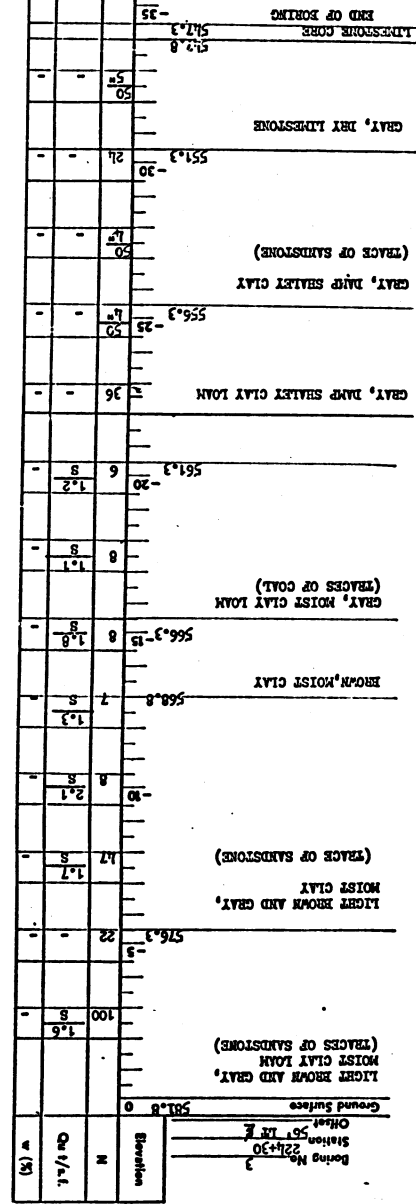 Boring No. 3
Station 224+30
Offset 56' LT
Elevation
N
Qu t/s.f.
w (%)
Ground Surface 581.8 0
LIGHT BROWN AND GRAY,
MOIST CLAY LOAM
(TRACES OF SANDSTONE)
100 1.6 S -
-5
576.3 22 - -
LIGHT BROWN AND GRAY,
MOIST CLAY
(TRACE OF SANDSTONE)
47 1.7 S -
-10 8 2.1 S -
568.8 7 1.3 S -
BROWN, MOIST CLAY
566.3 -15 8 1.8 S -
GRAY, MOIST CLAY LOAM
(TRACES OF COAL)
8 1.1 S -
-20 6 1.2 S -
561.3
GRAY, DAMP SHALEY CLAY LOAM
36 - -
556.3 -25 50 4" - -
GRAY, DAMP SHALEY CLAY
(TRACE OF SANDSTONE)
50 4" - -
551.3 -30 24 - -
GRAY, DRY LIMESTONE
50 5" - -
547.8
LIMESTONE CORE 547.3
END OF BORING -35